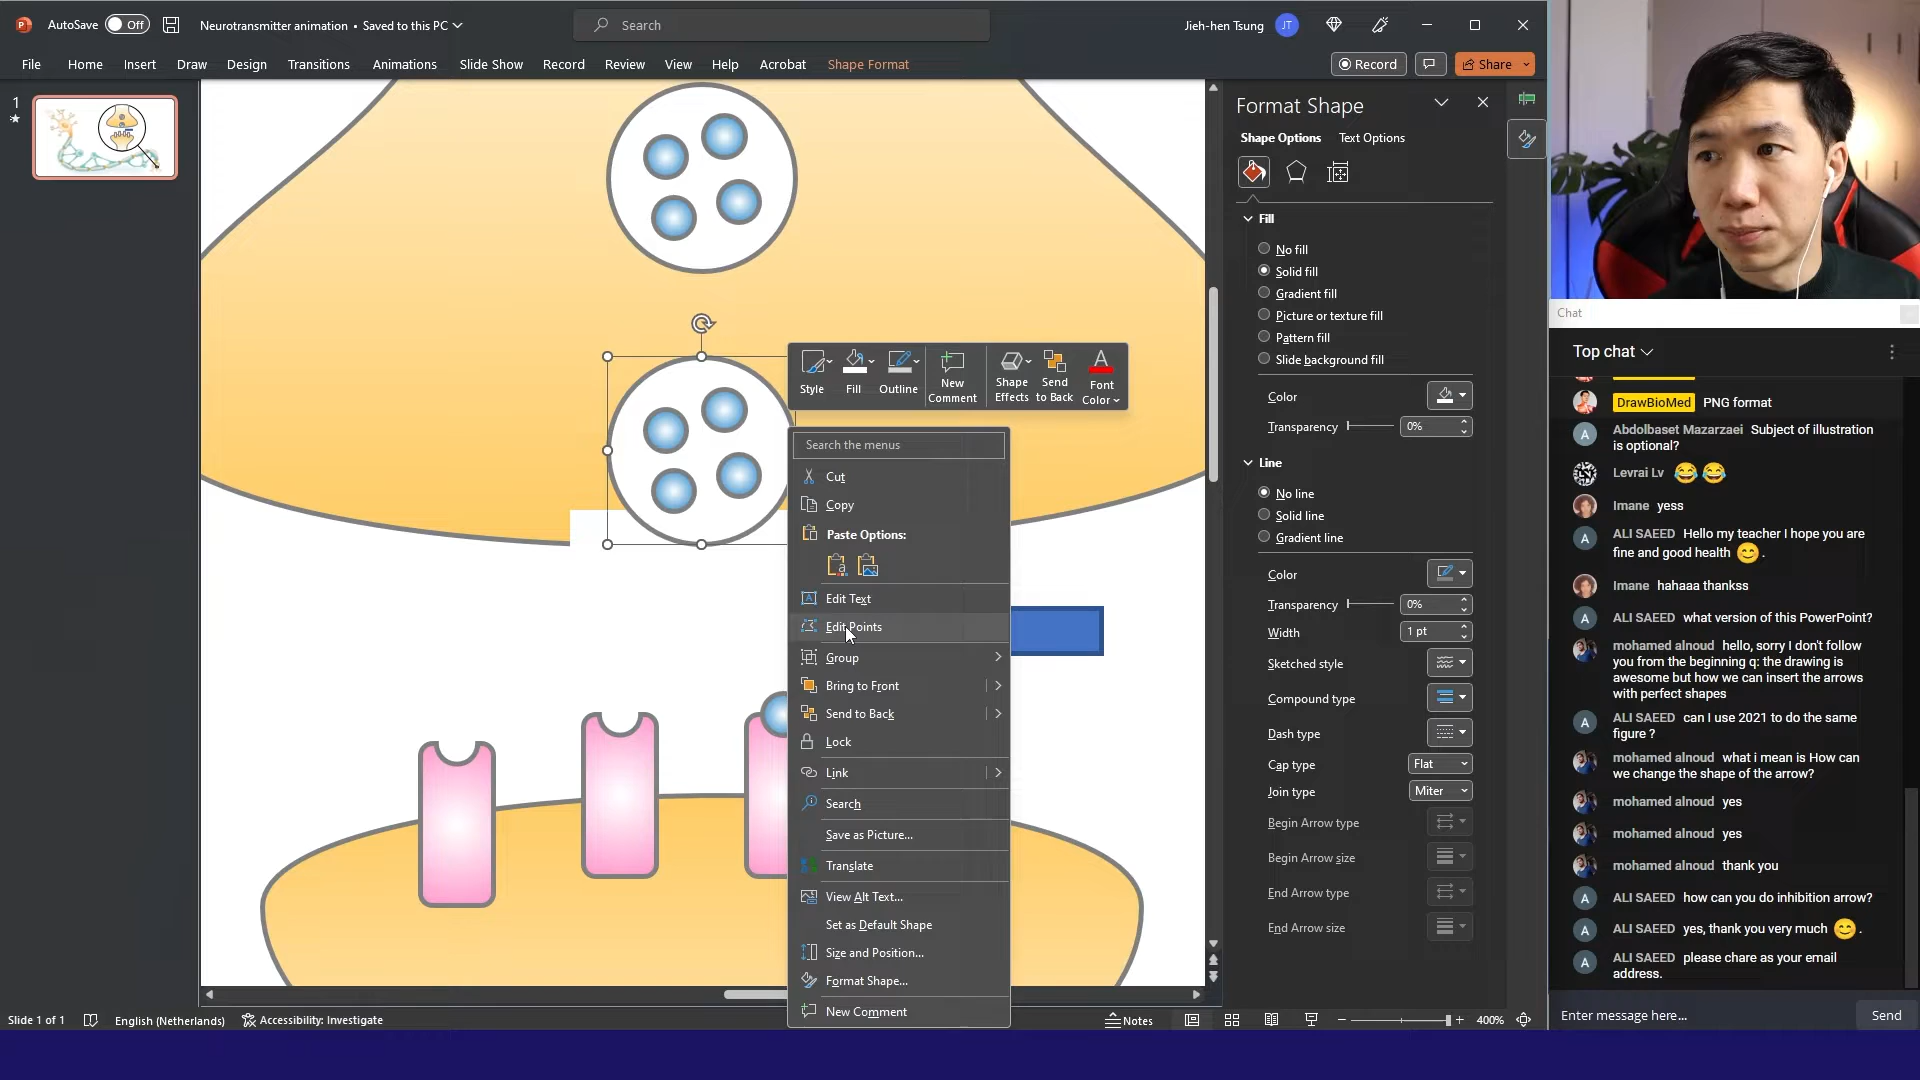 AutoSave Off Neurotransmitter animation • Saved to this PC Search Jieh-hen Tsung JT
File Home Insert Draw Design Transitions Animations Slide Show Record Review View Help Acrobat Shape Format Record Share
1
Format Shape
Shape Options Text Options
Fill
No fill
Solid fill
Gradient fill
Picture or texture fill
Pattern fill
Slide background fill
Color
Transparency 0%
Line
No line
Solid line
Gradient line
Color
Transparency 0%
Width 1 pt
Sketched style
Compound type
Dash type
Cap type Flat
Join type Miter
Begin Arrow type
Begin Arrow size
End Arrow type
End Arrow size
Style Fill Outline New Comment Shape Effects Send to Back Font Color
Search the menus
Cut
Copy
Paste Options:
Edit Text
Edit Points
Group
Bring to Front
Send to Back
Lock
Link
Search
Save as Picture...
Translate
View Alt Text...
Set as Default Shape
Size and Position...
Format Shape...
New Comment
Chat
Top chat
DrawBioMed PNG format
Abdolbaset Mazarzaei Subject of illustration
is optional?
Levrai Lv 😂 😂
Imane yess
ALI SAEED Hello my teacher I hope you are
fine and good health 😊 .
Imane hahaaa thankss
ALI SAEED what version of this PowerPoint?
mohamed alnoud hello, sorry I don't follow
you from the beginning q: the drawing is
awesome but how we can insert the arrows
with perfect shapes
ALI SAEED can I use 2021 to do the same
figure ?
mohamed alnoud what i mean is How can
we change the shape of the arrow?
mohamed alnoud yes
mohamed alnoud yes
mohamed alnoud thank you
ALI SAEED how can you do inhibition arrow?
ALI SAEED yes, thank you very much 😊 .
ALI SAEED please chare as your email
address.
Enter message here... Send
Slide 1 of 1 English (Netherlands) Accessibility: Investigate Notes 400%